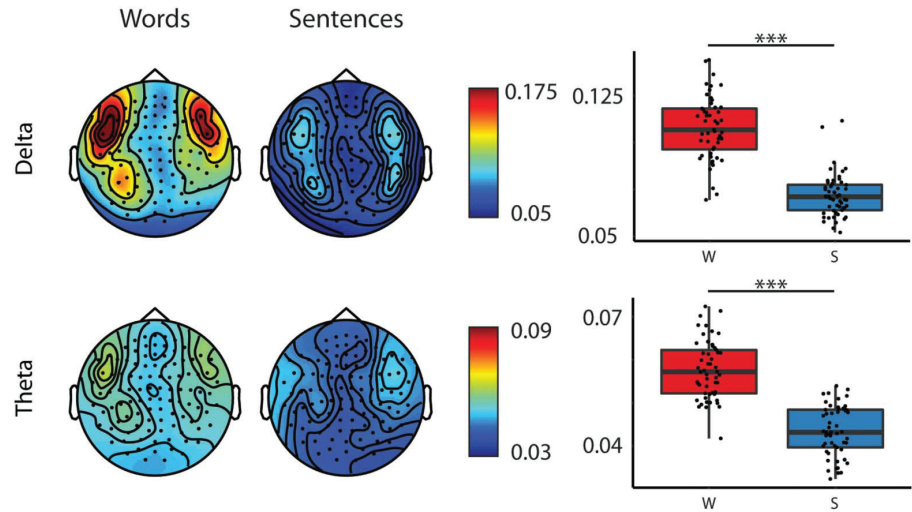 Words Sentences
Delta
0.175
0.05
***
0.125
0.05
W S
Theta
0.09
0.03
***
0.07
0.04
W S